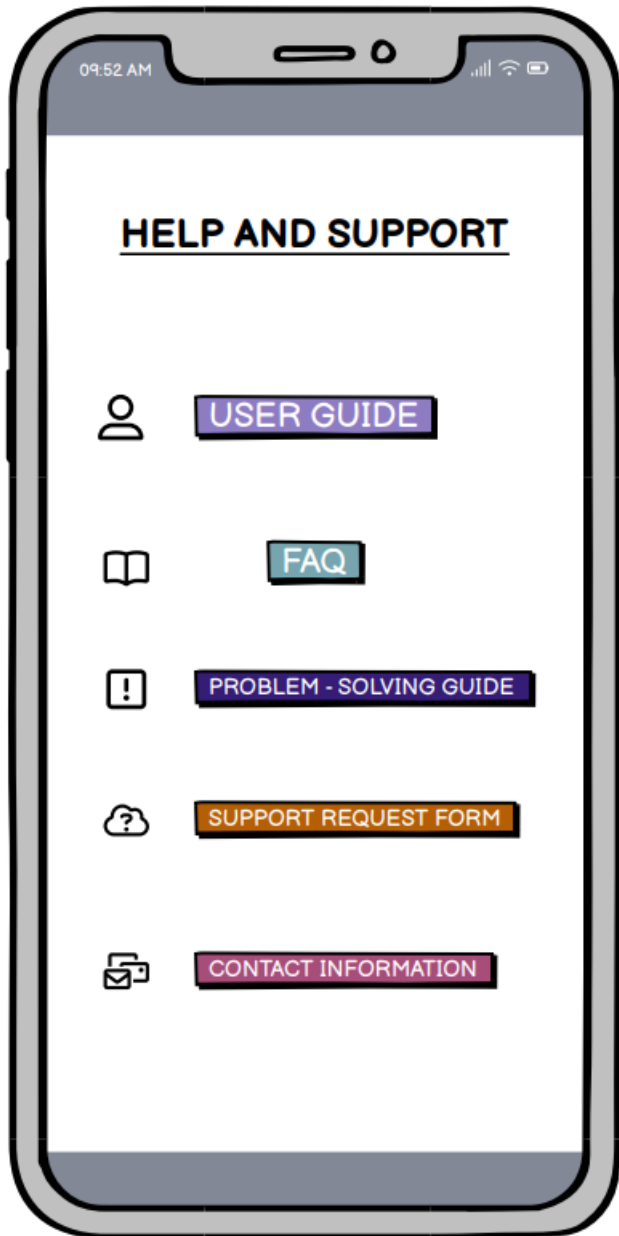 09:52 AM
HELP AND SUPPORT
USER GUIDE
FAQ
PROBLEM - SOLVING GUIDE
SUPPORT REQUEST FORM
CONTACT INFORMATION